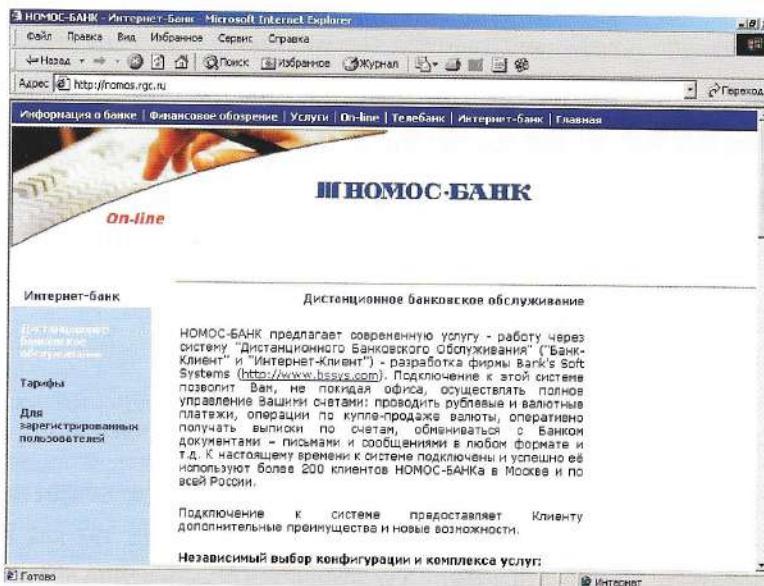 НОМОС-БАНК - Интернет-Банк - Microsoft Internet Explorer
Файл Правка Вид Избранное Сервис Справка
Назад Поиск Избранное Журнал
Адрес http://nomos.rgc.ru Переход
Информация о банке | Финансовое обозрение | Услуги | On-line | Телебанк | Интернет-банк | Главная
НОМОС-БАНК
On-line
Интернет-банк
Дистанционное банковское обслуживание
Дистанционное
банковское
обслуживание
Тарифы
Для
зарегистрированных
пользователей
НОМОС-БАНК предлагает современную услугу - работу через
систему "Дистанционного Банковского Обслуживания" ("Банк-
Клиент" и "Интернет-Клиент") - разработка фирмы Bank's Soft
Systems (http://www.bssys.com). Подключение к этой системе
позволит Вам, не покидая офиса, осуществлять полное
управление Вашими счетами: проводить рублевые и валютные
платежи, операции по купле-продаже валюты, оперативно
получать выписки по счетам, обмениваться с Банком
документами – письмами и сообщениями в любом формате и
т.д. К настоящему времени к системе подключены и успешно её
используют более 200 клиентов НОМОС-БАНКа в Москве и по
всей России.
Подключение к системе предоставляет Клиенту
дополнительные преимущества и новые возможности.
Независимый выбор конфигурации и комплекса услуг:
Готово Интернет